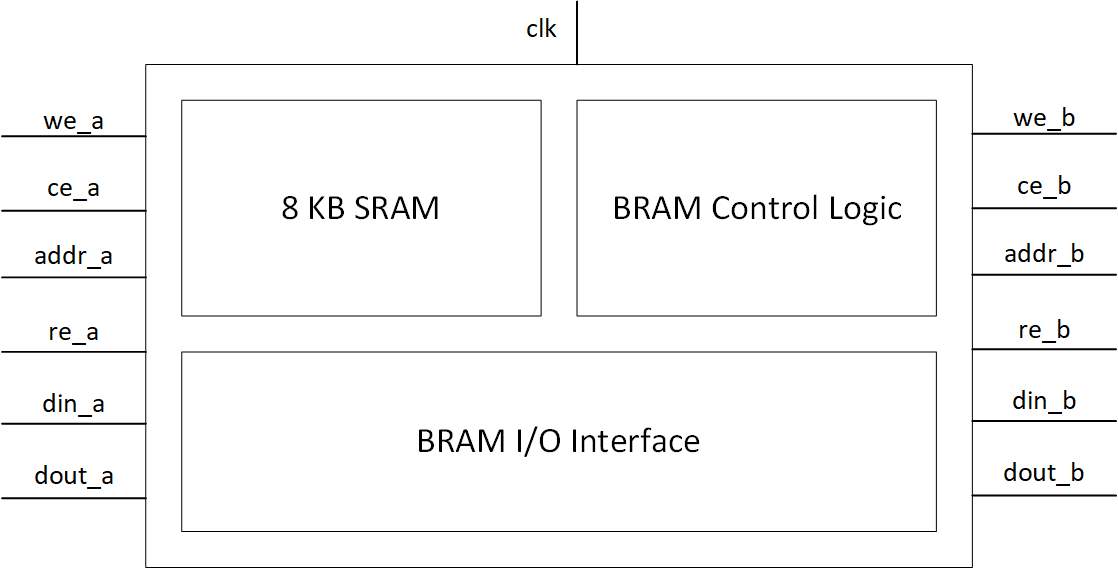 clk
we_a
ce_a
addr_a
re_a
din_a
dout_a
8 KB SRAM
BRAM Control Logic
BRAM I/O Interface
we_b
ce_b
addr_b
re_b
din_b
dout_b